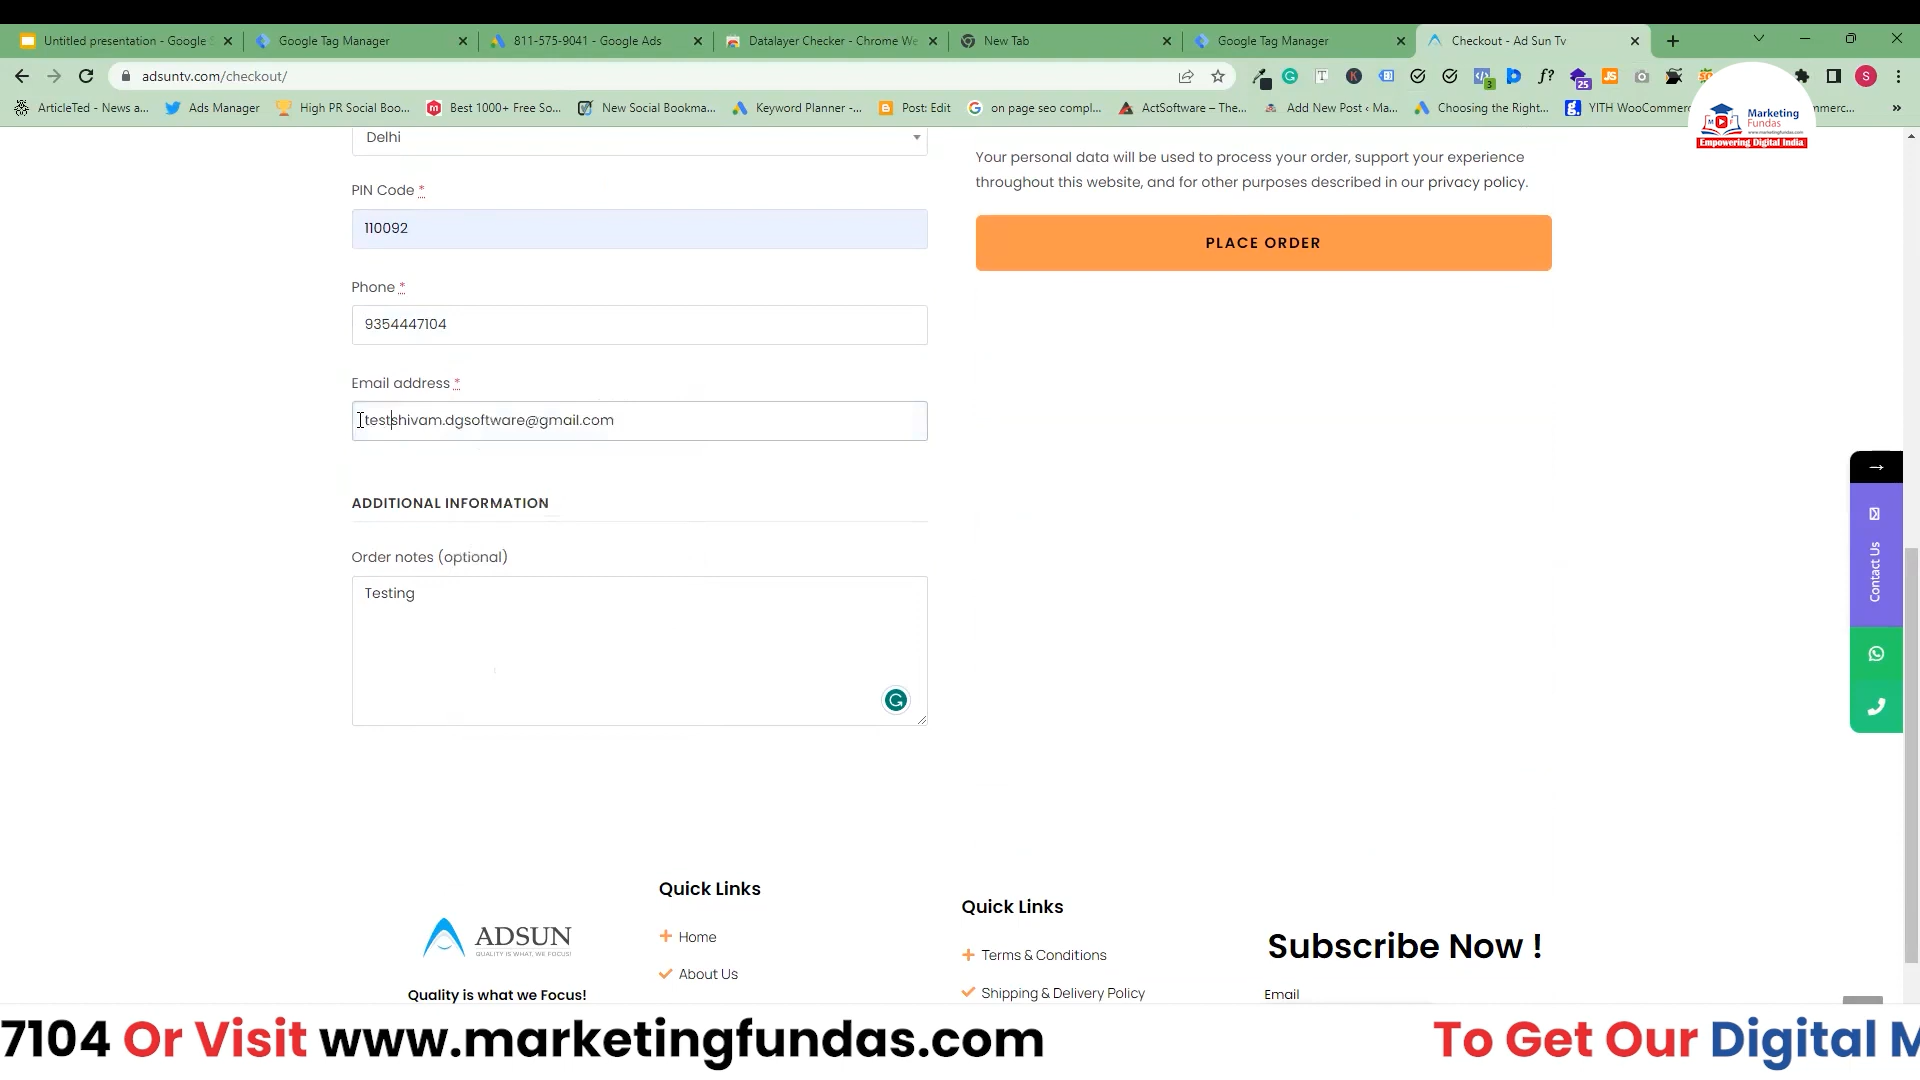 Untitled presentation - Google S
Google Tag Manager
811-575-9041 - Google Ads
Datalayer Checker - Chrome We
New Tab
Google Tag Manager
Checkout - Ad Sun Tv
adsuntv.com/checkout/
ArticleTed - News a...
Ads Manager
High PR Social Boo...
Best 1000+ Free So...
New Social Bookma...
Keyword Planner -...
Post: Edit
on page seo compl...
ActSoftware – The...
Add New Post ‹ Ma...
Choosing the Right...
YITH WooCommerc
mmerc...
Marketing
Fundas
www.marketingfundas.com
Empowering Digital India
Delhi
PIN Code *
110092
Phone *
9354447104
Email address *
testshivam.dgsoftware@gmail.com
ADDITIONAL INFORMATION
Order notes (optional)
Testing
Your personal data will be used to process your order, support your experience
throughout this website, and for other purposes described in our privacy policy.
PLACE ORDER
Contact Us
ADSUN
QUALITY IS WHAT, WE FOCUS!
Quality is what we Focus!
Quick Links
Home
About Us
Quick Links
Terms & Conditions
Shipping & Delivery Policy
Subscribe Now !
Email
7104 Or Visit www.marketingfundas.com
To Get Our Digital M